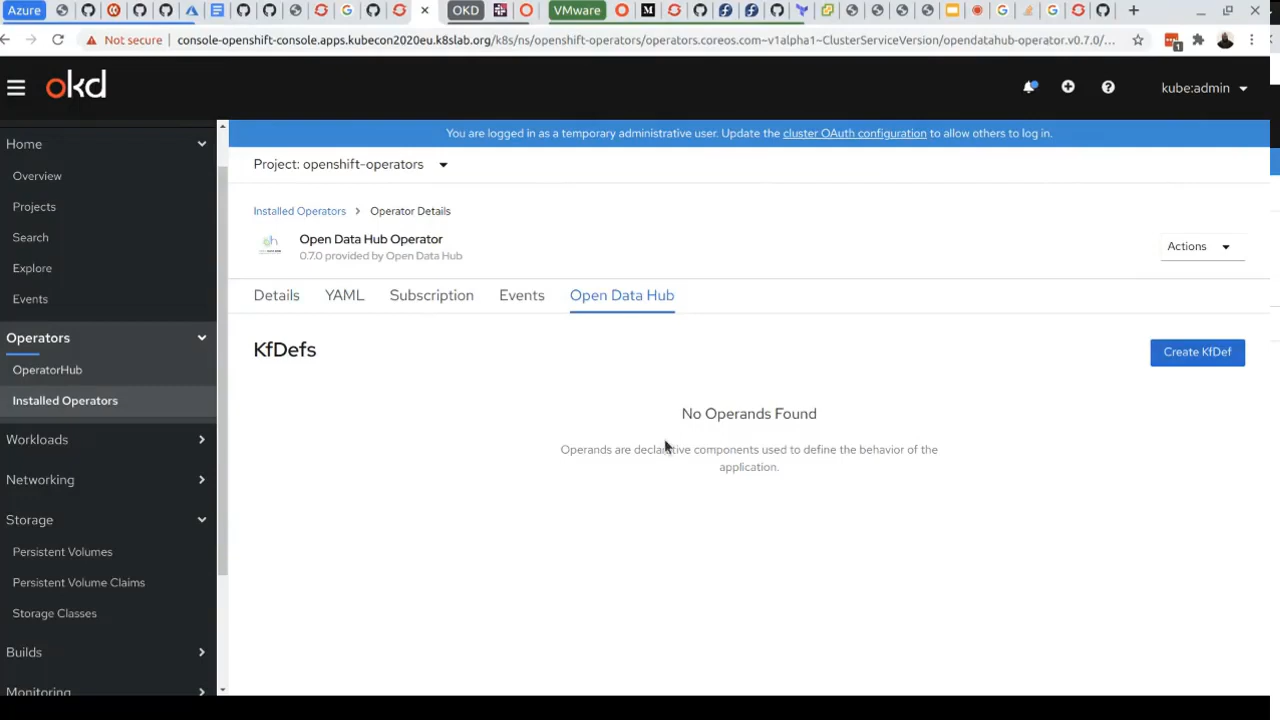 Azure
OKD
VMware
Not secure
console-openshift-console.apps.kubecon2020eu.k8slab.org/k8s/ns/openshift-operators/operators.coreos.com~v1alpha1~ClusterServiceVersion/opendatahub-operator.v0.7.0/...
1
okd
kube:admin
You are logged in as a temporary administrative user. Update the cluster OAuth configuration to allow others to log in.
Home
Overview
Projects
Search
Explore
Events
Operators
OperatorHub
Installed Operators
Workloads
Networking
Storage
Persistent Volumes
Persistent Volume Claims
Storage Classes
Builds
Monitoring
Project: openshift-operators
Installed Operators > Operator Details
Open Data Hub Operator
0.7.0 provided by Open Data Hub
Actions
Details YAML Subscription Events Open Data Hub
KfDefs
Create KfDef
No Operands Found
Operands are declarative components used to define the behavior of the
application.